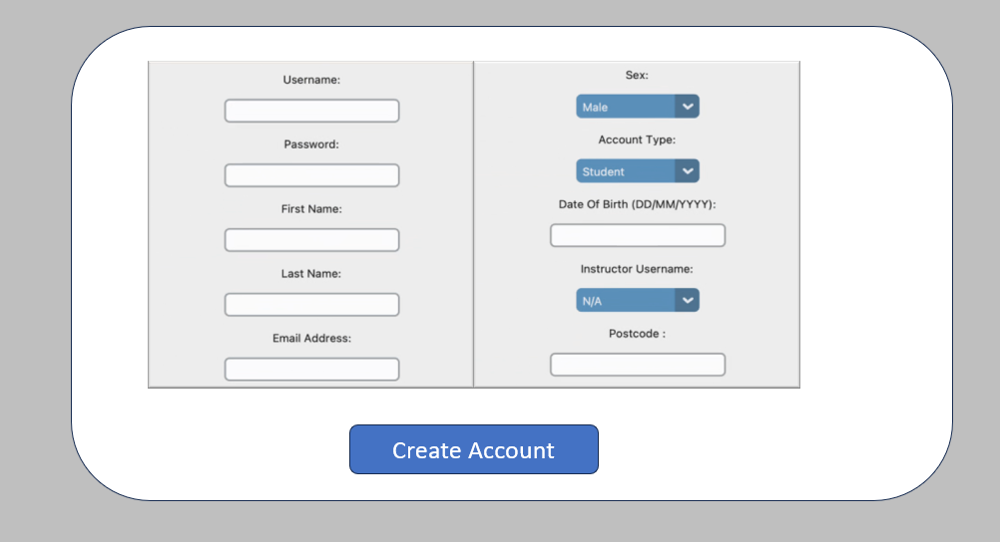 Username:
Password:
First Name:
Last Name:
Email Address:
Sex:
Male
Account Type:
Student
Date Of Birth (DD/MM/YYYY):
Instructor Username:
N/A
Postcode :
Create Account